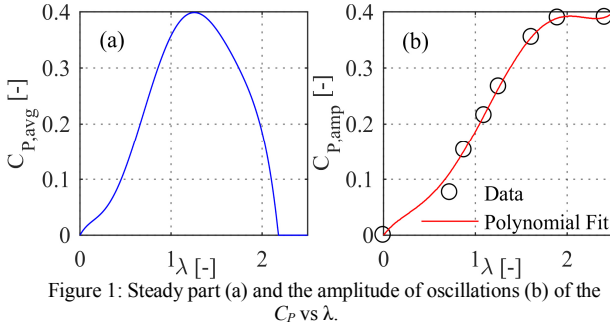 (a)
C_P,avg [-]
0.4
0.3
0.2
0.1
0
0
1
2
λ [-]
(b)
C_P,amp [-]
0.4
0.3
0.2
0.1
0
0
1
2
λ [-]
Data
Polynomial Fit
Figure 1: Steady part (a) and the amplitude of oscillations (b) of the
C_P vs λ.